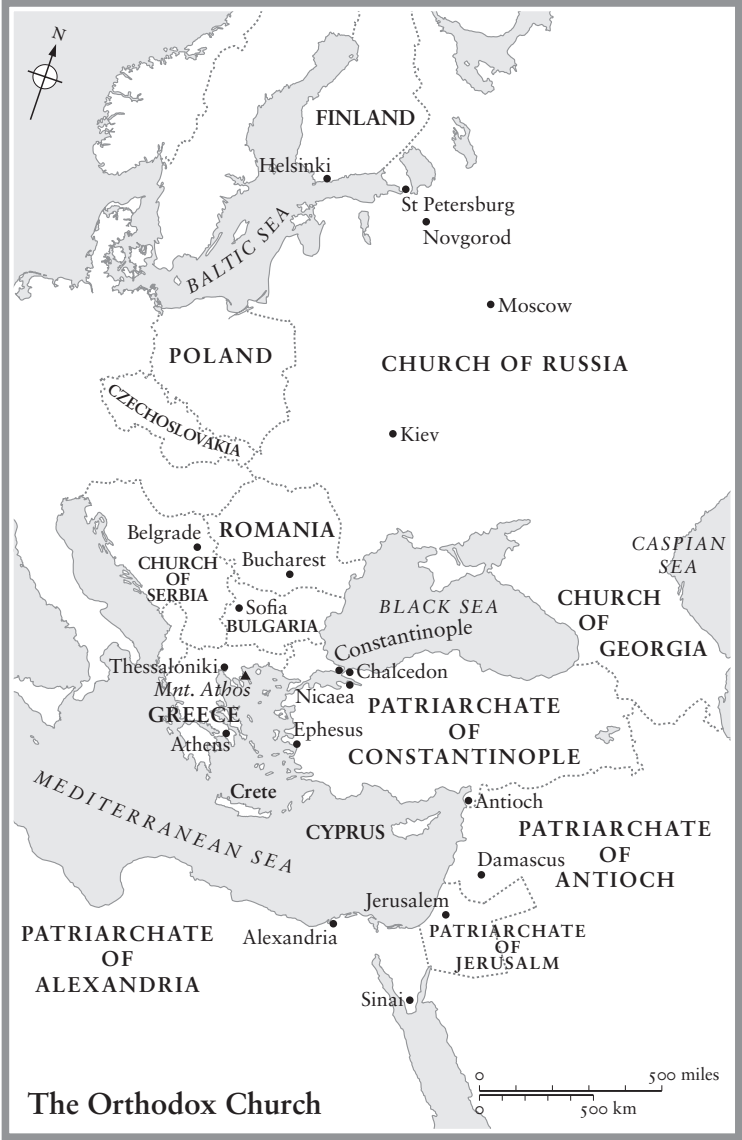 N
FINLAND
Helsinki
St Petersburg
Novgorod
BALTIC SEA
Moscow
POLAND
CHURCH OF RUSSIA
CZECHOSLOVAKIA
Kiev
Belgrade
ROMANIA
CHURCH
OF
SERBIA
Bucharest
CASPIAN
SEA
Sofia
BULGARIA
BLACK SEA
CHURCH
OF
GEORGIA
Constantinople
Thessaloniki
Chalcedon
Mnt. Athos
Nicaea
GREECE
PATRIARCHATE
OF
CONSTANTINOPLE
Ephesus
Athens
Crete
MEDITERRANEAN SEA
CYPRUS
Antioch
PATRIARCHATE
OF
ANTIOCH
Damascus
Jerusalem
PATRIARCHATE
OF
JERUSALM
Alexandria
PATRIARCHATE
OF
ALEXANDRIA
Sinai
0 500 miles
0 500 km
The Orthodox Church